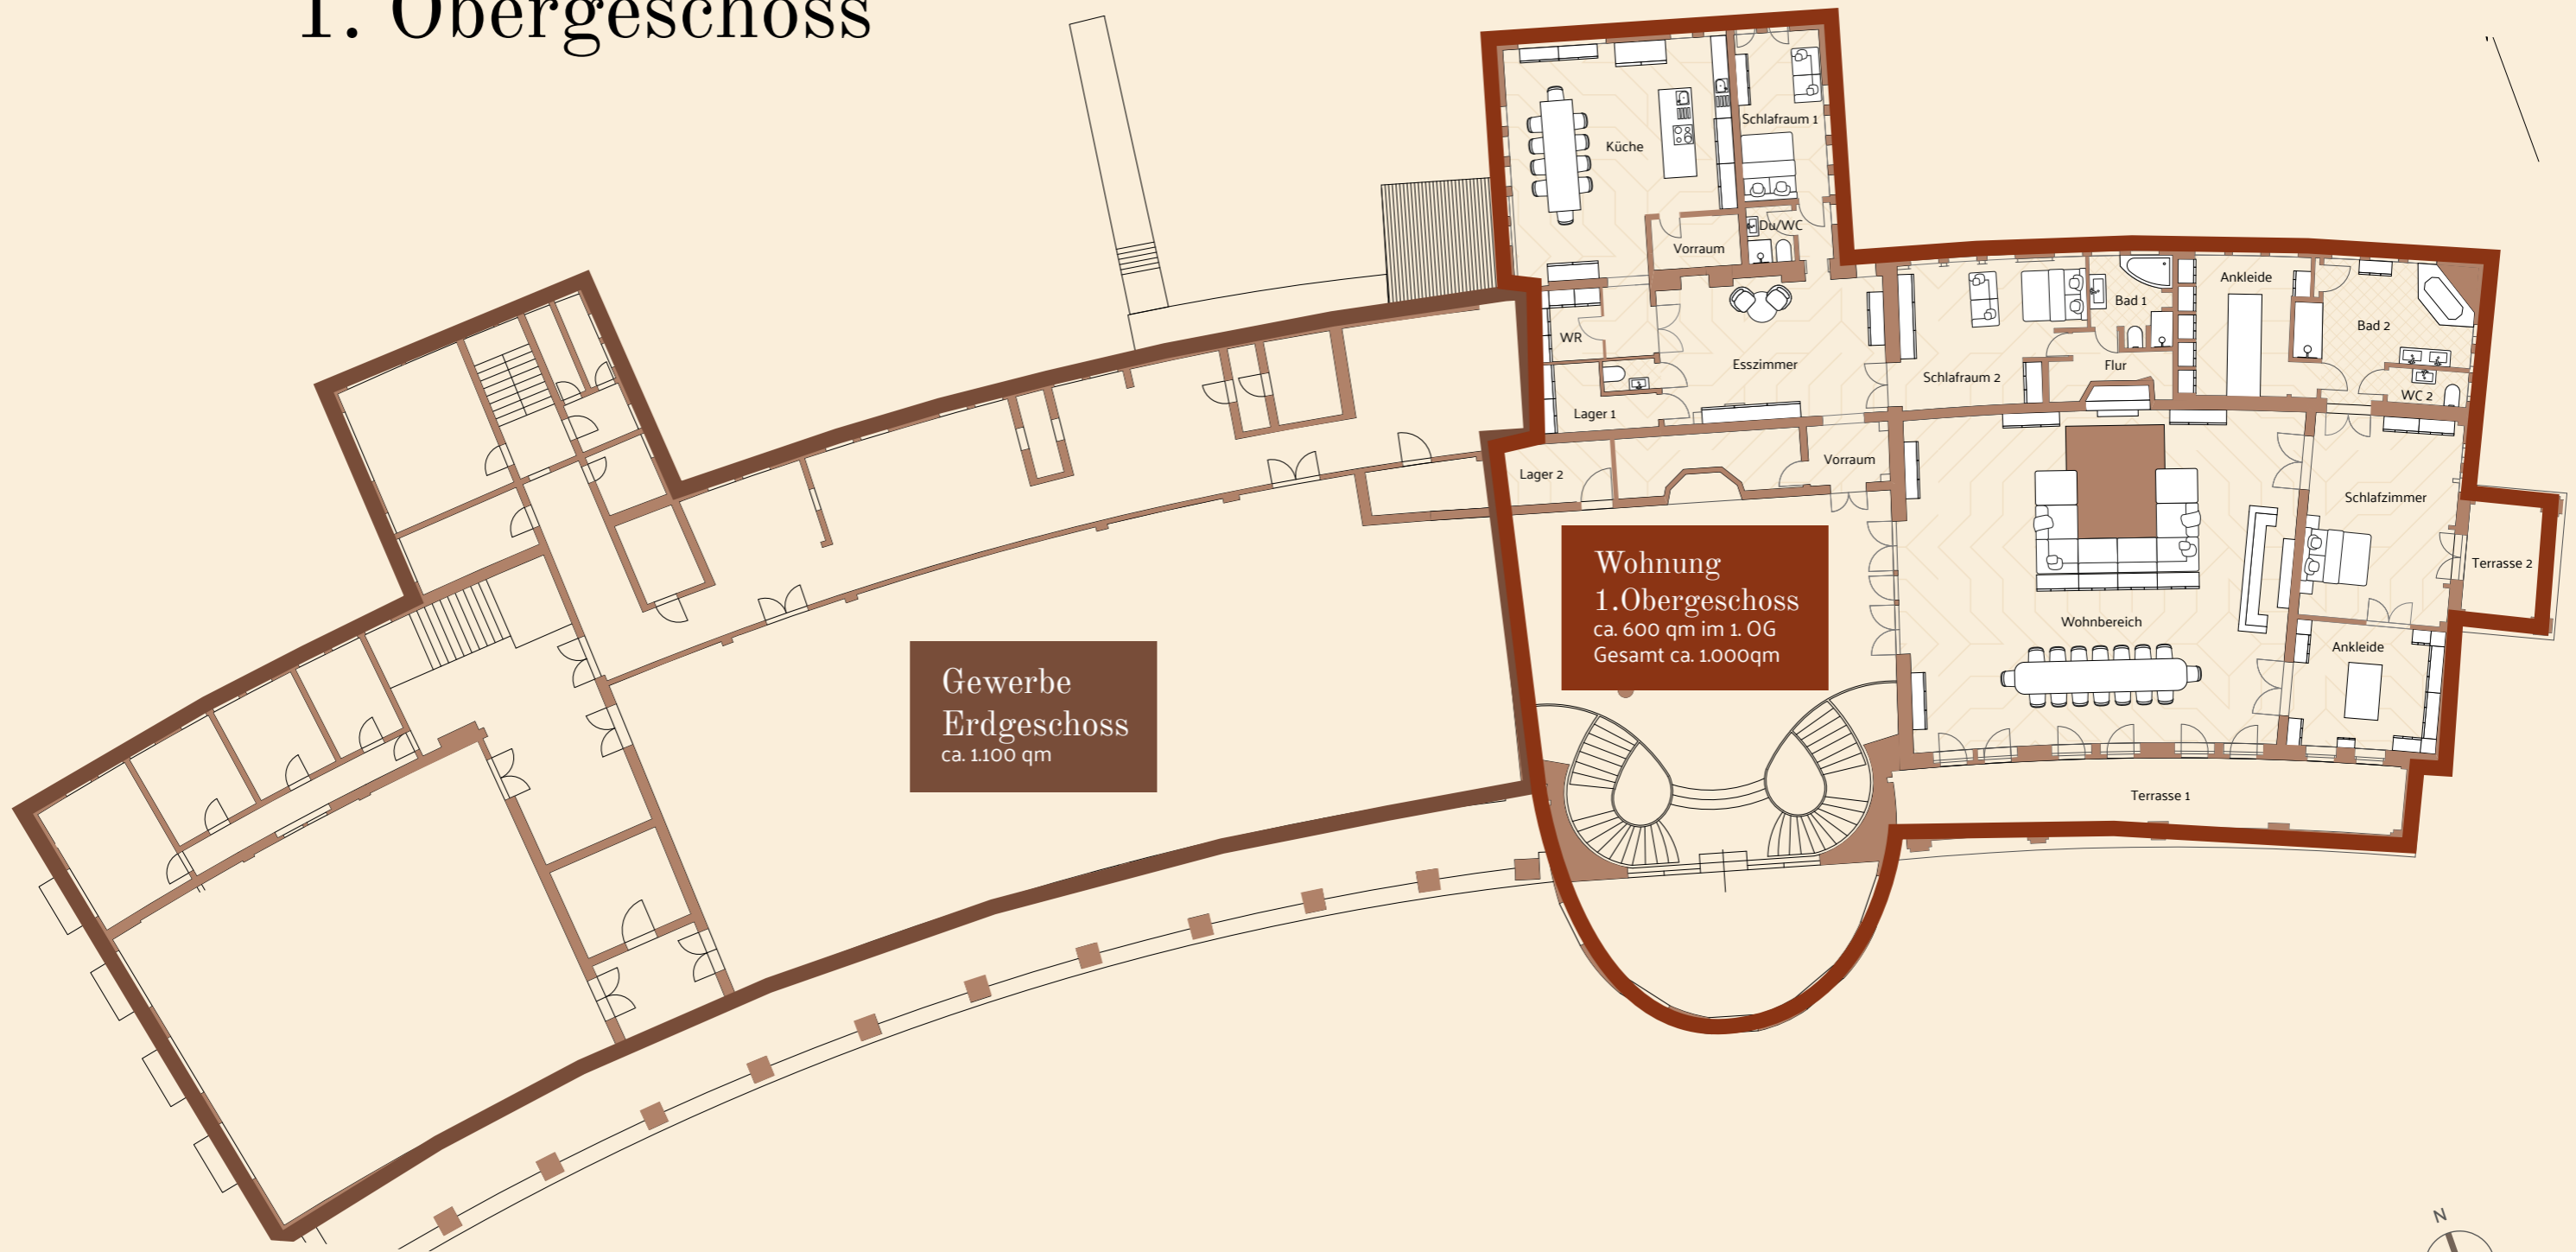 1. Obergeschoss
Küche
Schlafraum 1
Du/WC
Vorraum
WR
Lager 1
Esszimmer
Lager 2
Vorraum
Schlafraum 2
Bad 1
Flur
Ankleide
Bad 2
WC 2
Schlafzimmer
Terrasse 2
Wohnbereich
Ankleide
Terrasse 1
Wohnung
1.Obergeschoss
ca. 600 qm im 1. OG
Gesamt ca. 1.000qm
Gewerbe
Erdgeschoss
ca. 1.100 qm
N